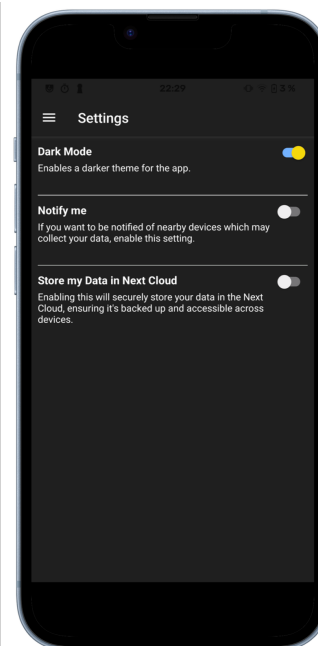 22:29
3 %
Settings
Dark Mode
Enables a darker theme for the app.
Notify me
If you want to be notified of nearby devices which may
collect your data, enable this setting.
Store my Data in Next Cloud
Enabling this will securely store your data in the Next
Cloud, ensuring it's backed up and accessible across
devices.